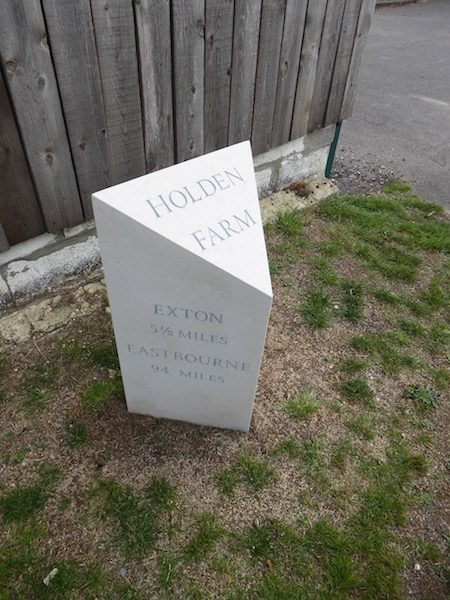 HOLDEN
FARM
EXTON
5½ MILES
EASTBOURNE
94 MILES